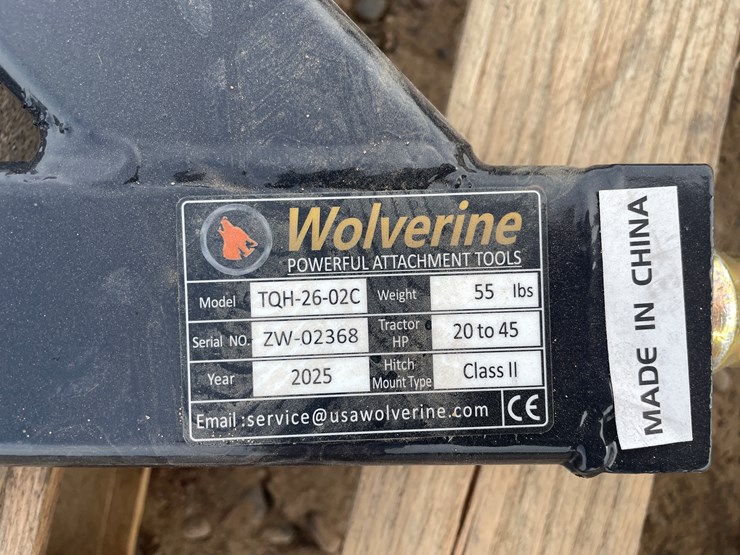 Wolverine
POWERFUL ATTACHMENT TOOLS
Model TQH-26-02C Weight 55 lbs
Serial NO. ZW-02368 Tractor HP 20 to 45
Year 2025 Hitch Mount Type Class II
Email :service@usawolverine.com CE
MADE IN CHINA